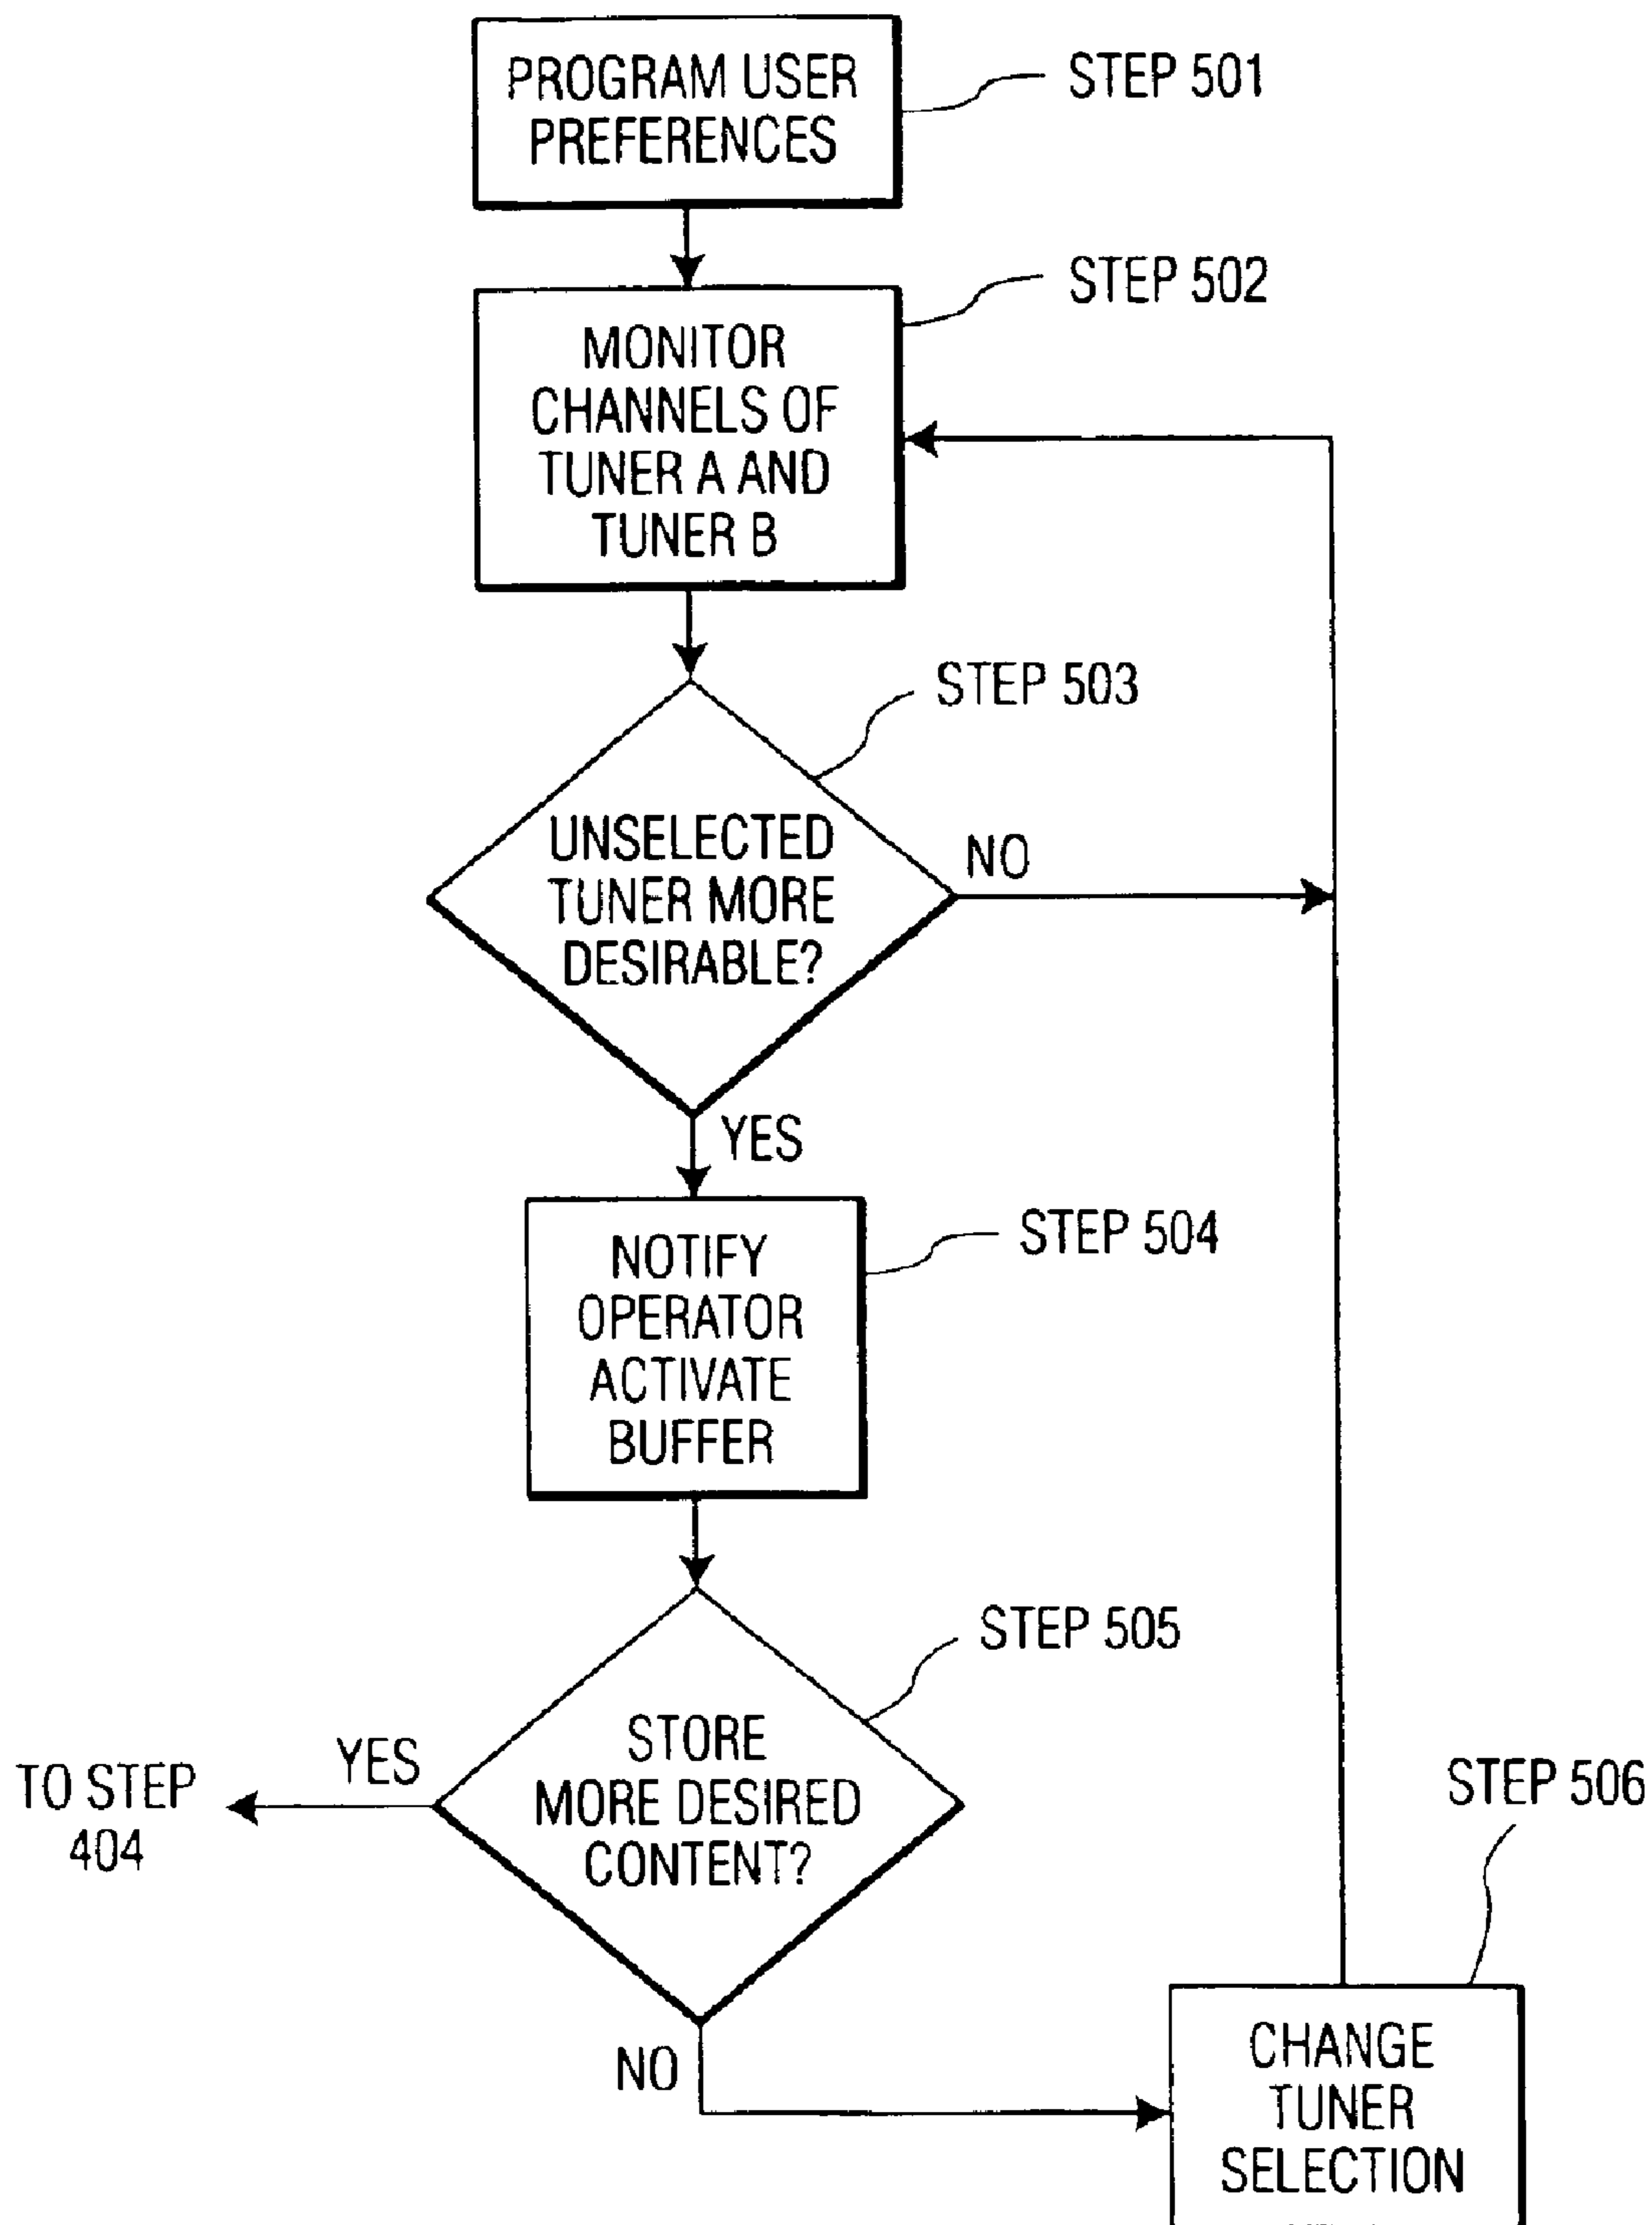 PROGRAM USER
PREFERENCES
STEP 501
MONITOR
CHANNELS OF
TUNER A AND
TUNER B
STEP 502
UNSELECTED
TUNER MORE
DESIRABLE?
STEP 503
NO
YES
NOTIFY
OPERATOR
ACTIVATE
BUFFER
STEP 504
STORE
MORE DESIRED
CONTENT?
STEP 505
YES
TO STEP
404
NO
STEP 506
CHANGE
TUNER
SELECTION